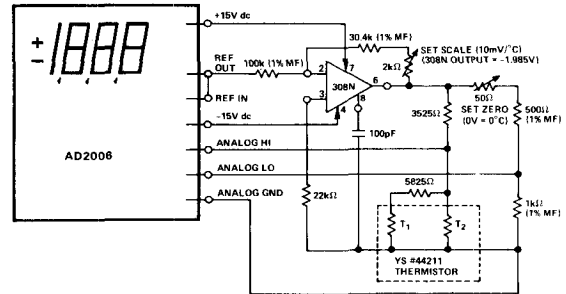 +15V dc
30.4k (1% MF)
+
−
1888
REF
OUT
100k (1% MF)
2kΩ
SET SCALE (10mV/°C)
(308N OUTPUT = -1.985V)
2
7
6
308N
3
8
4
REF IN
-15V dc
50Ω
SET ZERO
(0V = 0°C)
500Ω
(1% MF)
3525Ω
100pF
ANALOG HI
AD2006
ANALOG LO
5825Ω
ANALOG GND
22kΩ
T1
T2
1kΩ
(1% MF)
YS #44211
THERMISTOR